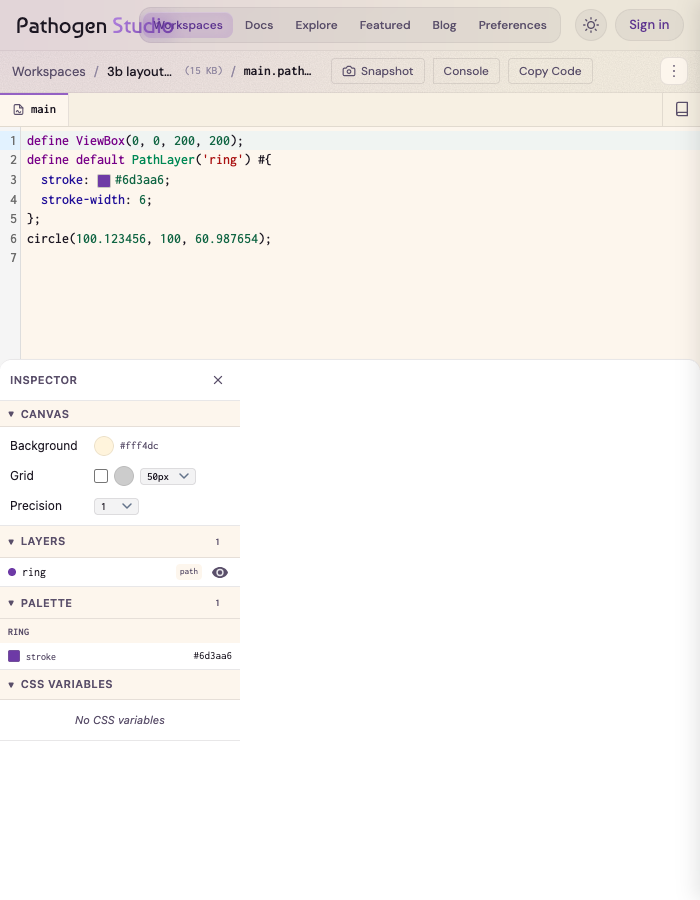 Pathogen Studio
Workspaces Docs Explore Featured Blog Preferences
Sign in
Workspaces / 3b layout… (15 KB) / main.path…
Snapshot Console Copy Code
main
1 define ViewBox(0, 0, 200, 200);
2 define default PathLayer('ring') #{
3 stroke: #6d3aa6;
4 stroke-width: 6;
5 };
6 circle(100.123456, 100, 60.987654);
7
INSPECTOR
▼ CANVAS
Background #fff4dc
Grid 50px
Precision 1
▼ LAYERS 1
ring path
▼ PALETTE 1
RING
stroke #6d3aa6
▼ CSS VARIABLES
No CSS variables